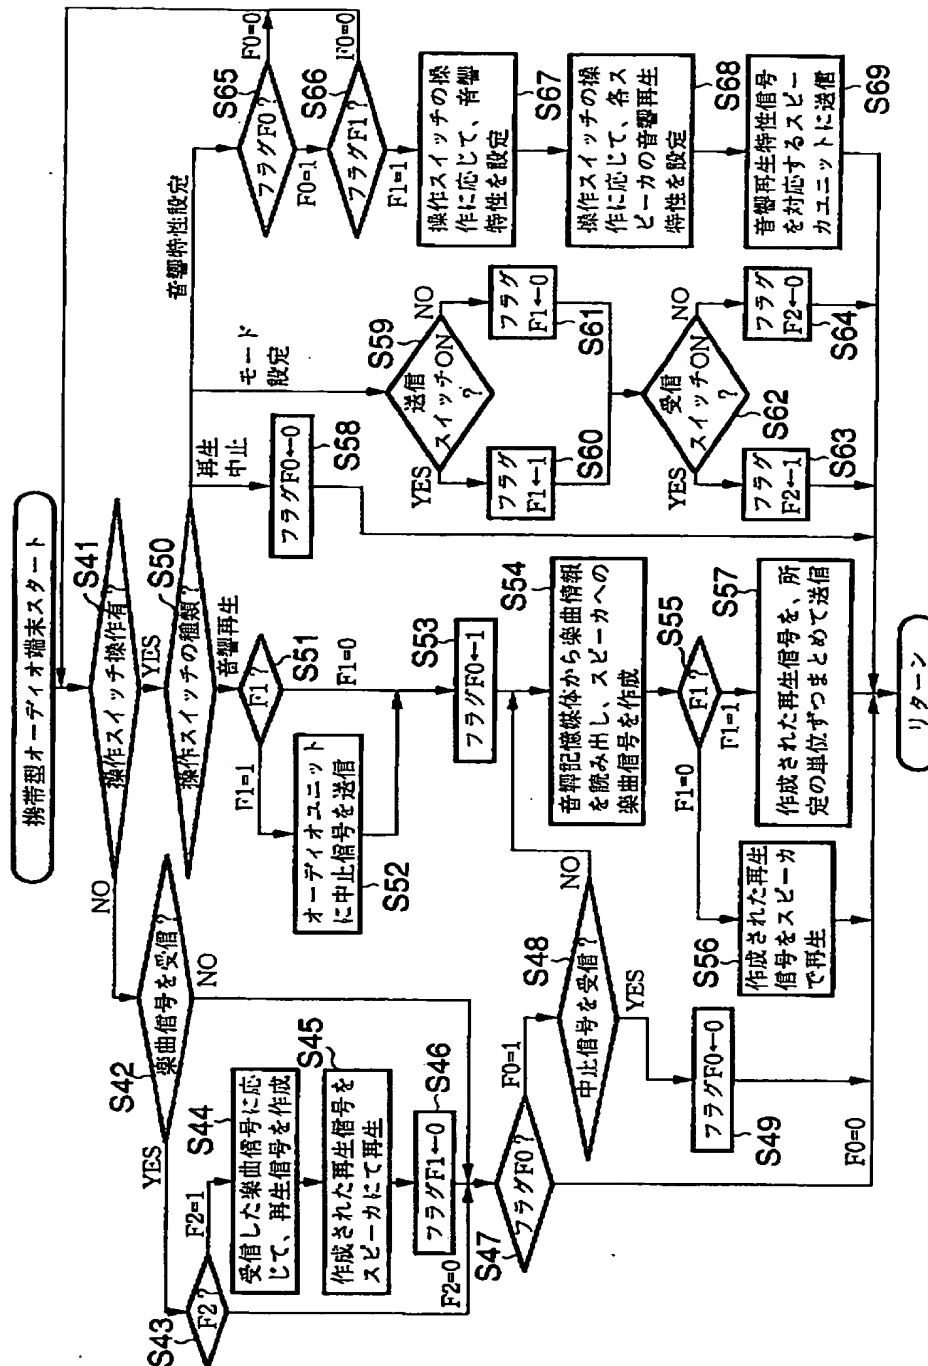 携帯型オーディオ端末スタート
操作スイッチ操作有?
S41
NO
YES
楽曲信号を受信?
S42
YES
NO
F2?
S43
F2=1
F2=0
受信した楽曲信号に応
じて、再生信号を作成
S44
作成された再生信号を
スピーカにて再生
S45
フラグF1←0
S46
フラグF0?
S47
F0=1
F0=0
中止信号を受信?
S48
NO
YES
フラグF0←0
S49
操作スイッチの種類?
S50
音響再生
再生
中止
モード
設定
音響特性設定
F1?
S51
F1=1
F1=0
オーディオユニット
に中止信号を送信
S52
フラグF0←1
S53
音響記憶媒体から楽曲情報
を読み出し、スピーカへの
楽曲信号を作成
S54
F1?
S55
F1=0
F1=1
作成された再生
信号をスピーカ
で再生
S56
作成された再生信号を、所
定の単位ずつまとめて送信
S57
フラグF0←0
S58
送信
スイッチON
?
S59
YES
NO
フラグ
F1←1
S60
フラグ
F1←0
S61
受信
スイッチON
?
S62
YES
NO
フラグ
F2←1
S63
フラグ
F2←0
S64
フラグF0?
S65
F0=0
F0=1
フラグF1?
S66
F0=0
F1=1
操作スイッチの操
作に応じて、音響
特性を設定
S67
操作スイッチの操
作に応じて、各ス
ピーカの音響再生
特性を設定
S68
音響再生特性信号
を対応するスピー
カユニットに送信
S69
リターン